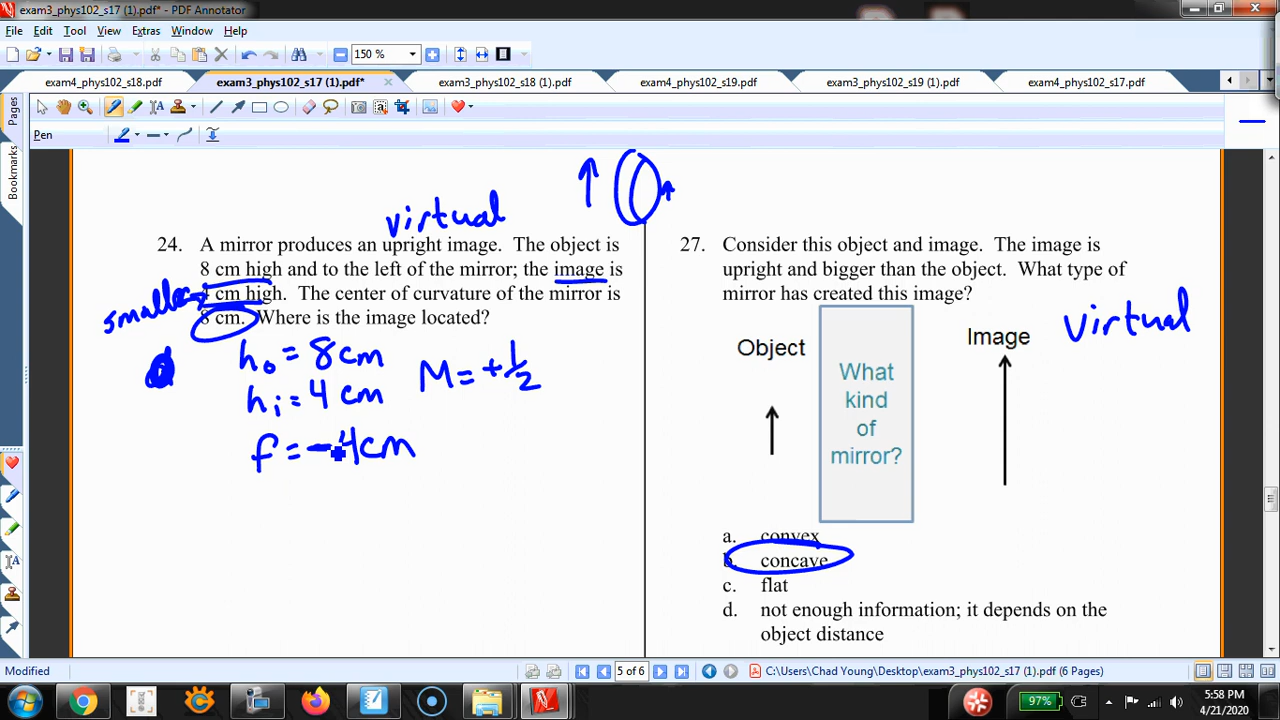 exam3_phys102_s17 (1).pdf* - PDF Annotator
File Edit Tool View Extras Window Help
150 %
exam4_phys102_s18.pdf exam3_phys102_s17 (1).pdf* exam3_phys102_s18 (1).pdf exam4_phys102_s19.pdf exam3_phys102_s19 (1).pdf exam4_phys102_s17.pdf
Pages
Bookmarks
Pen
virtual
24. A mirror produces an upright image. The object is
8 cm high and to the left of the mirror; the image is
4 cm high. The center of curvature of the mirror is
8 cm. Where is the image located?
smaller
ho = 8cm
hi = 4 cm
M = +1/2
f = -4cm
27. Consider this object and image. The image is
upright and bigger than the object. What type of
mirror has created this image?
virtual
Object
What
kind
of
mirror?
Image
a. convex
b. concave
c. flat
d. not enough information; it depends on the
object distance
Modified
5 of 6
C:\Users\Chad Young\Desktop\exam3_phys102_s17 (1).pdf (6 Pages)
97%
5:58 PM
4/21/2020